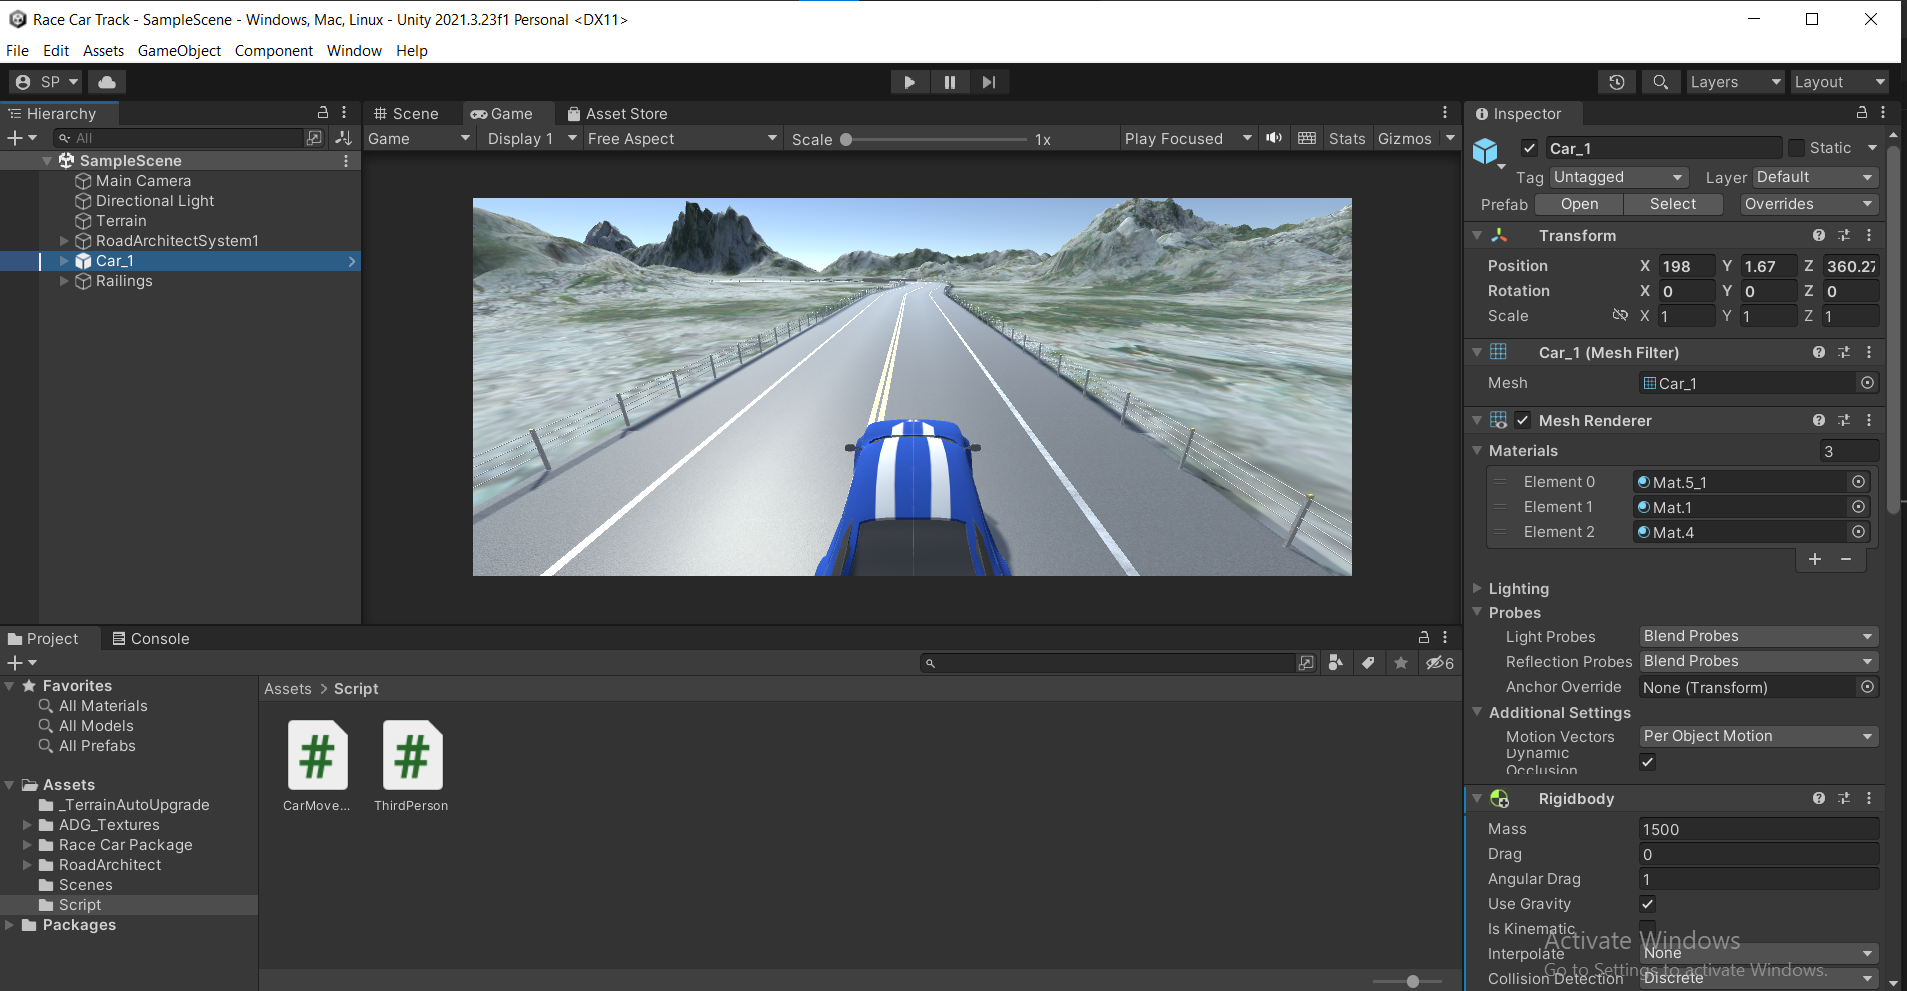 Race Car Track - SampleScene - Windows, Mac, Linux - Unity 2021.3.23f1 Personal <DX11>
File Edit Assets GameObject Component Window Help
SP
Layers Layout
Hierarchy
All
SampleScene
Main Camera
Directional Light
Terrain
RoadArchitectSystem1
Car_1
Railings
Scene Game Asset Store
Game Display 1 Free Aspect Scale 1x Play Focused Stats Gizmos
Inspector
Car_1 Static
Tag Untagged Layer Default
Prefab Open Select Overrides
Transform
Position X 198 Y 1.67 Z 360.27
Rotation X 0 Y 0 Z 0
Scale X 1 Y 1 Z 1
Car_1 (Mesh Filter)
Mesh Car_1
Mesh Renderer
Materials 3
Element 0 Mat.5_1
Element 1 Mat.1
Element 2 Mat.4
+ −
Lighting
Probes
Light Probes Blend Probes
Reflection Probes Blend Probes
Anchor Override None (Transform)
Additional Settings
Motion Vectors Per Object Motion
Dynamic
Occlusion
Rigidbody
Mass 1500
Drag 0
Angular Drag 1
Use Gravity
Is Kinematic
Interpolate None
Collision Detection Discrete
Activate Windows
Go to Settings to activate Windows.
Project Console
6
Favorites
All Materials
All Models
All Prefabs
Assets
_TerrainAutoUpgrade
ADG_Textures
Race Car Package
RoadArchitect
Scenes
Script
Packages
Assets > Script
# #
CarMove... ThirdPerson